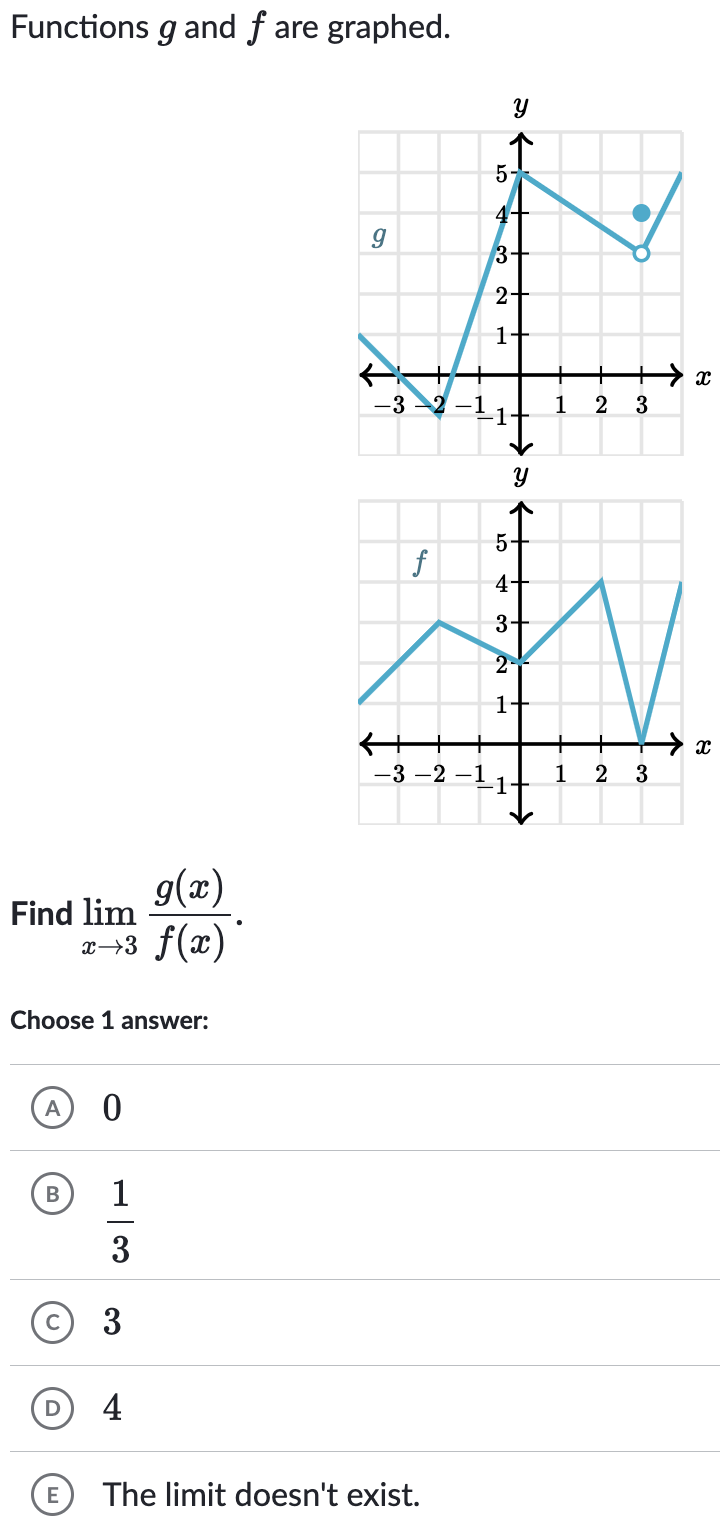 Functions g and f are graphed.
y
5
4
g
3
2
1
x
−3 −2 −1 1 2 3
−1
y
5
f
4
3
2
1
x
−3 −2 −1 1 2 3
−1
Find lim x→3 g(x)/f(x).
Choose 1 answer:
A 0
B 1/3
C 3
D 4
E The limit doesn't exist.